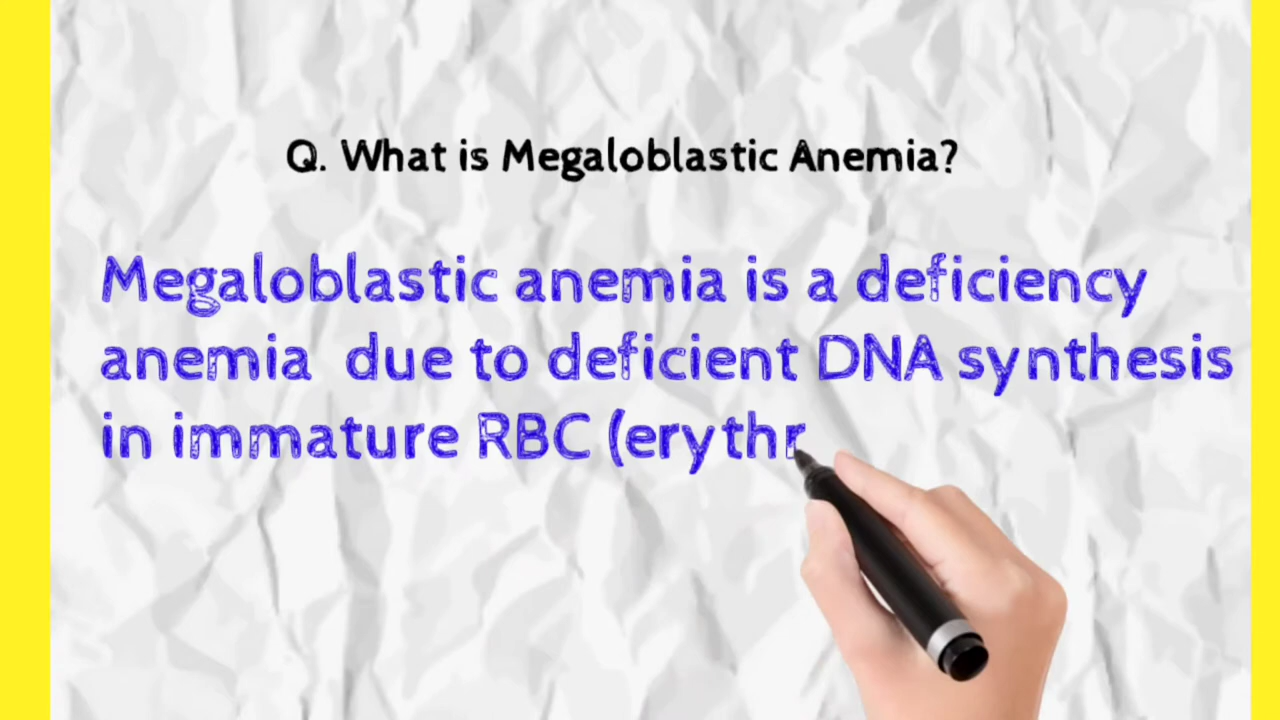 Q. What is Megaloblastic Anemia?
Megaloblastic anemia is a deficiency
anemia due to deficient DNA synthesis
in immature RBC (erythr